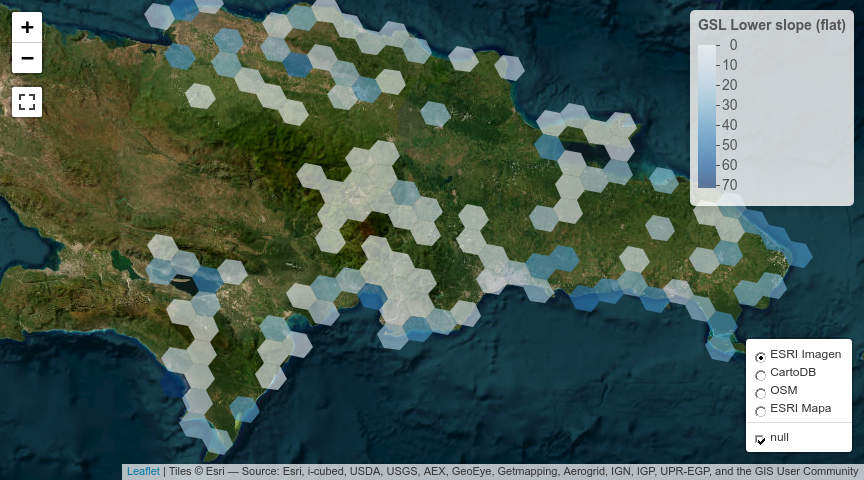 +
−
GSL Lower slope (flat)
0
10
20
30
40
50
60
70
ESRI Imagen
CartoDB
OSM
ESRI Mapa
null
Leaflet | Tiles © Esri — Source: Esri, i-cubed, USDA, USGS, AEX, GeoEye, Getmapping, Aerogrid, IGN, IGP, UPR-EGP, and the GIS User Community